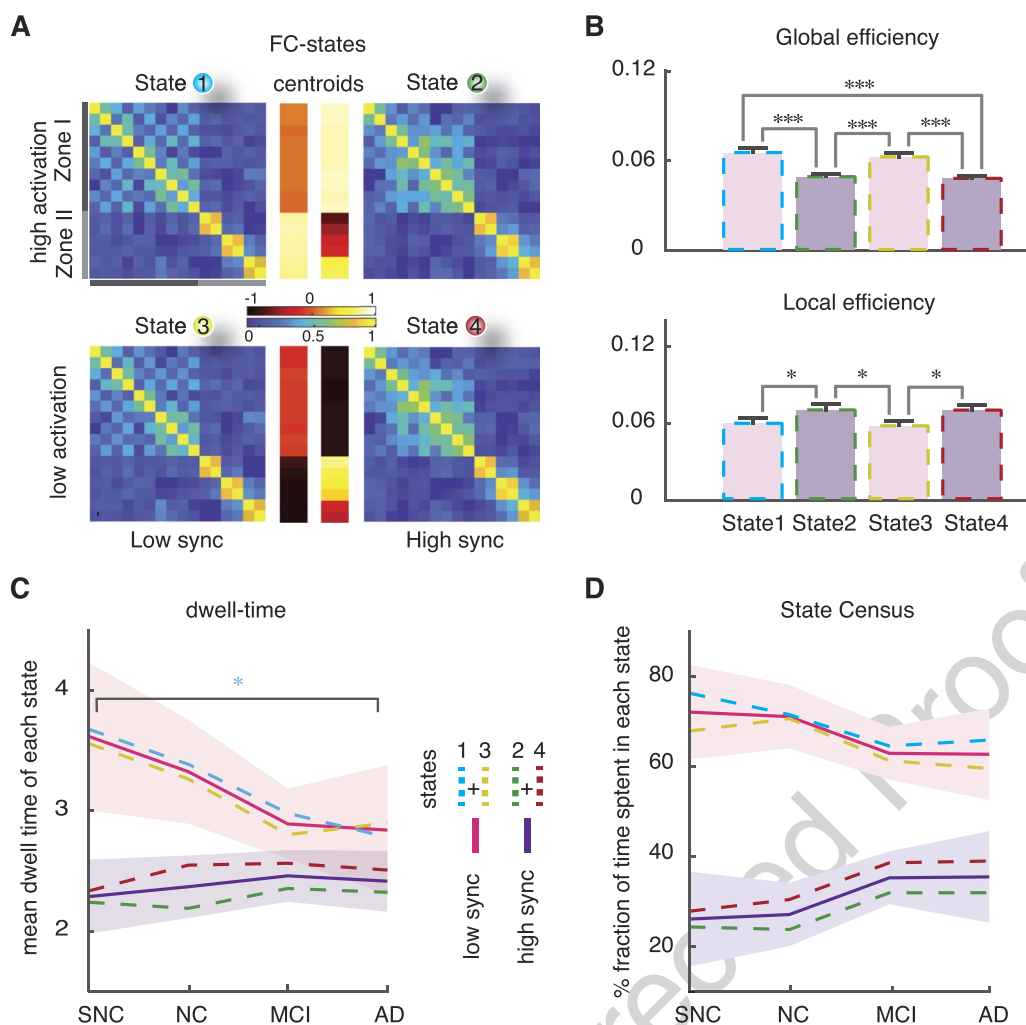 A
FC-states
State 1
centroids
State 2
high activation
Zone I
Zone II
-1 0 1
0 0.5 1
State 3
State 4
low activation
Low sync
High sync
B
Global efficiency
0.12
0.06
0
***
***
***
***
Local efficiency
0.12
0.06
0
*
*
*
State1 State2 State3 State4
C
dwell-time
mean dwell time of each state
4
3
2
*
SNC NC MCI AD
states
1 3 2 4
+ +
low sync
high sync
D
State Census
% fraction of time sptent in each state
80
60
40
20
SNC NC MCI AD